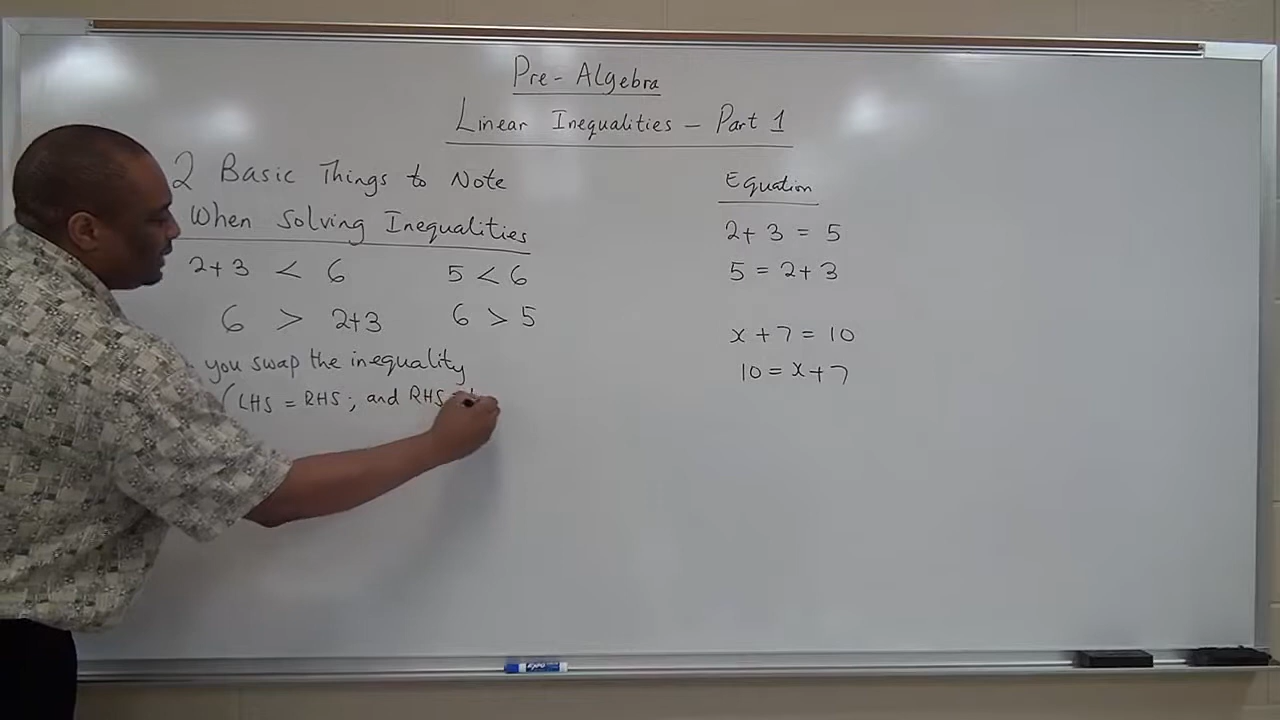 Pre-Algebra
Linear Inequalities - Part 1
2 Basic Things to Note
When Solving Inequalities
2+3 < 6
5 < 6
6 > 2+3
6 > 5
you swap the inequality
(LHS = RHS; and RHS =
Equation
2+ 3 = 5
5 = 2+3
x + 7 = 10
10 = x+7
EXPO